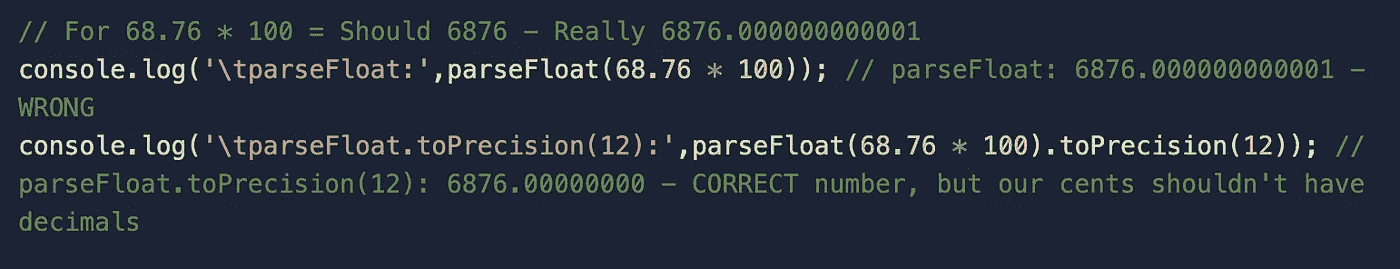 // For 68.76 * 100 = Should 6876 – Really 6876.000000000001
console.log('\tparseFloat:',parseFloat(68.76 * 100)); // parseFloat: 6876.000000000001 –
WRONG
console.log('\tparseFloat.toPrecision(12):',parseFloat(68.76 * 100).toPrecision(12)); //
parseFloat.toPrecision(12): 6876.00000000 – CORRECT number, but our cents shouldn't have
decimals